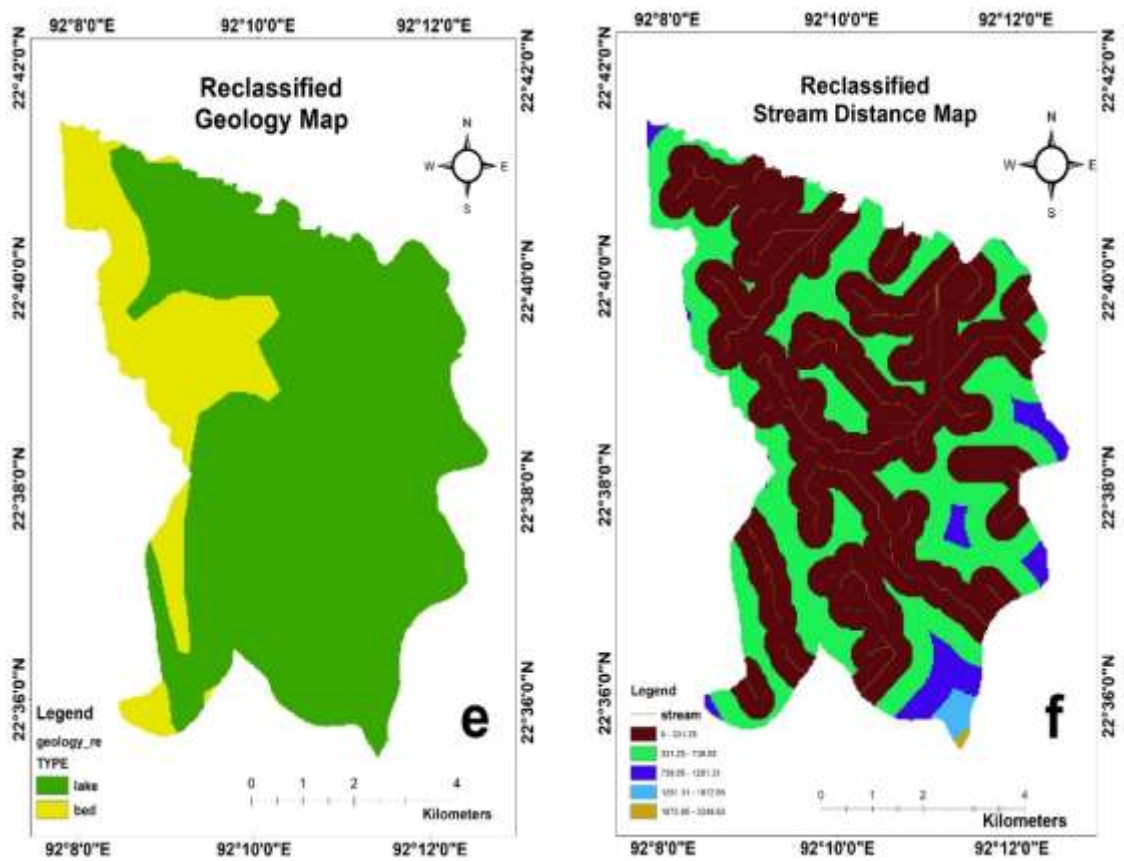 92°8'0"E 92°10'0"E 92°12'0"E
Reclassified
Geology Map
N
W E
S
22°42'0"N 22°42'0"N
22°40'0"N 22°40'0"N
22°38'0"N 22°38'0"N
22°36'0"N 22°36'0"N
Legend
geology_re
TYPE
lake
bed
0 1 2 4
Kilometers
e
92°8'0"E 92°10'0"E 92°12'0"E
92°8'0"E 92°10'0"E 92°12'0"E
Reclassified
Stream Distance Map
N
W E
S
22°42'0"N 22°42'0"N
22°40'0"N 22°40'0"N
22°38'0"N 22°38'0"N
22°36'0"N 22°36'0"N
Legend
stream
0 1 2 4
Kilometers
f
92°8'0"E 92°10'0"E 92°12'0"E